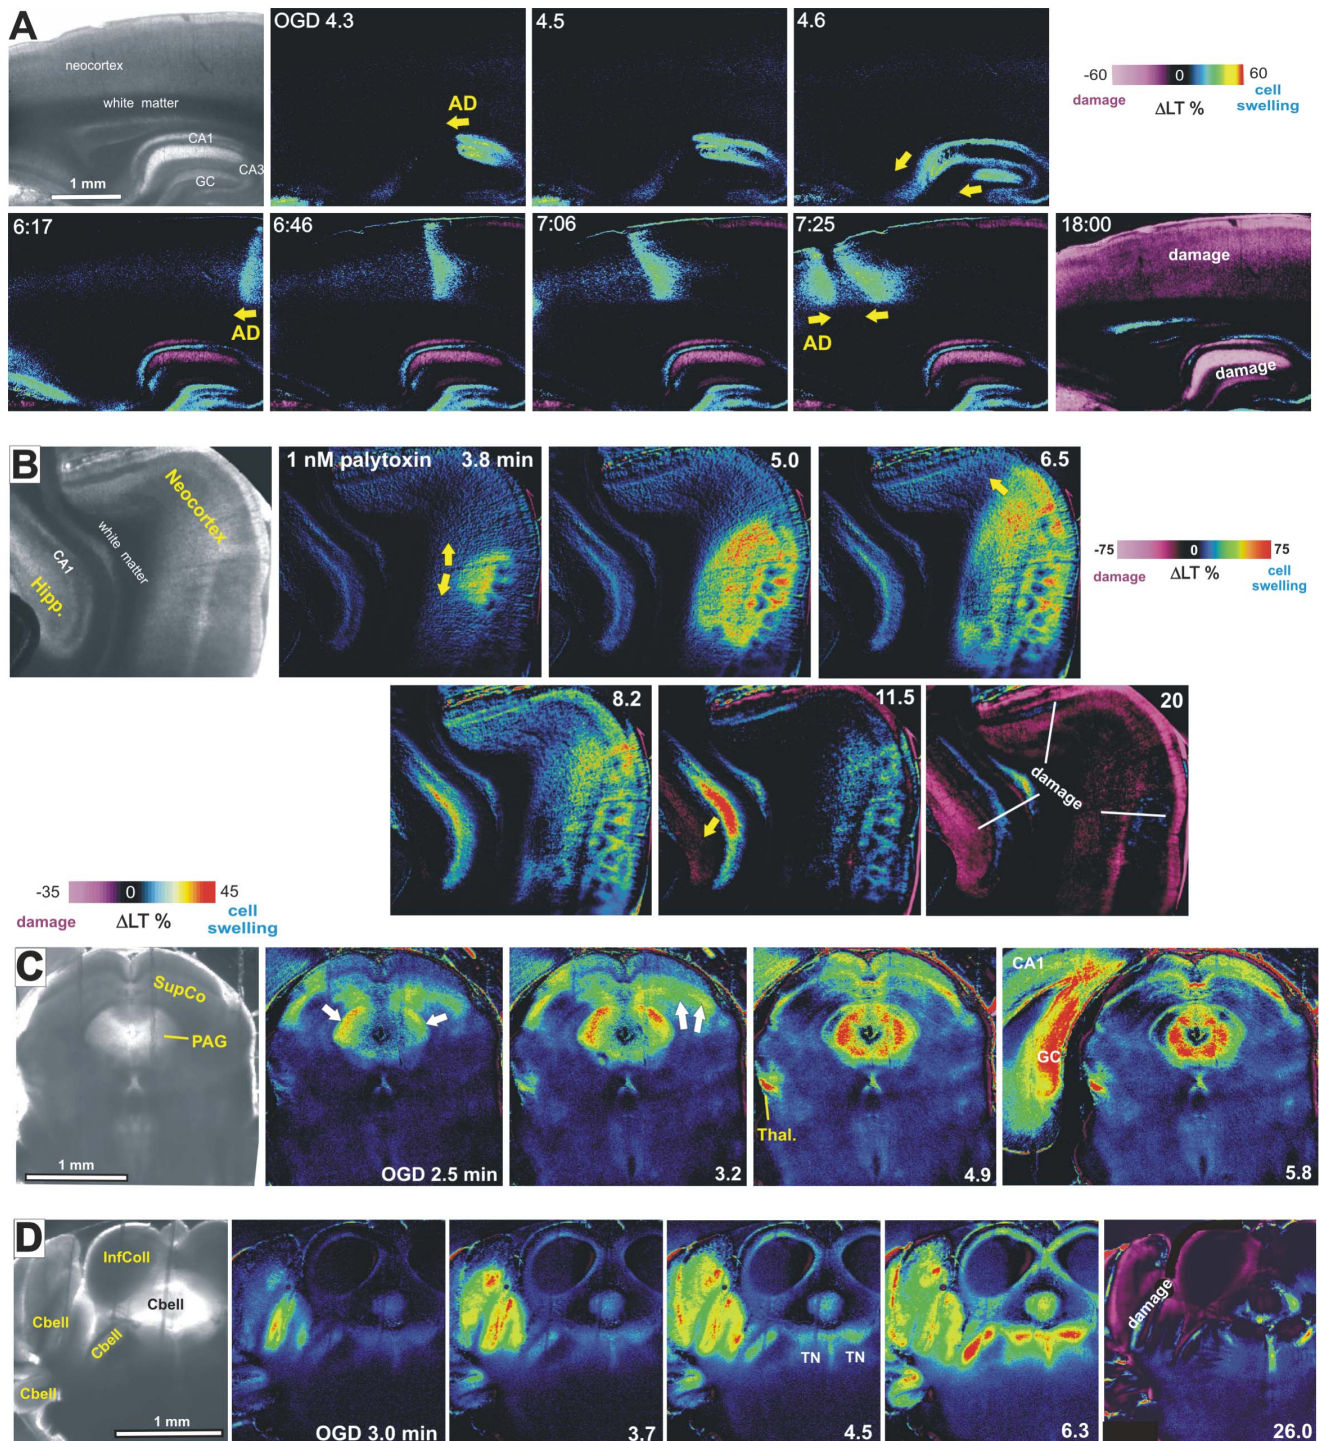 A
neocortex
white matter
CA1
CA3
GC
1 mm
OGD 4.3
AD
4.5
4.6
-60 0 60
damage ΔLT % cell
swelling
6:17
AD
6:46
7:06
7:25
AD
18:00
damage
damage
B
Neocortex
white matter
CA1
Hipp.
1 nM palytoxin 3.8 min
5.0
6.5
-75 0 75
damage ΔLT % cell
swelling
8.2
11.5
20
damage
-35 0 45
damage ΔLT % cell
swelling
C
SupCo
PAG
1 mm
OGD 2.5 min
3.2
Thal.
4.9
CA1
GC
5.8
D
InfColl
Cbell
Cbell
Cbell
Cbell
1 mm
OGD 3.0 min
3.7
TN TN
4.5
6.3
damage
26.0